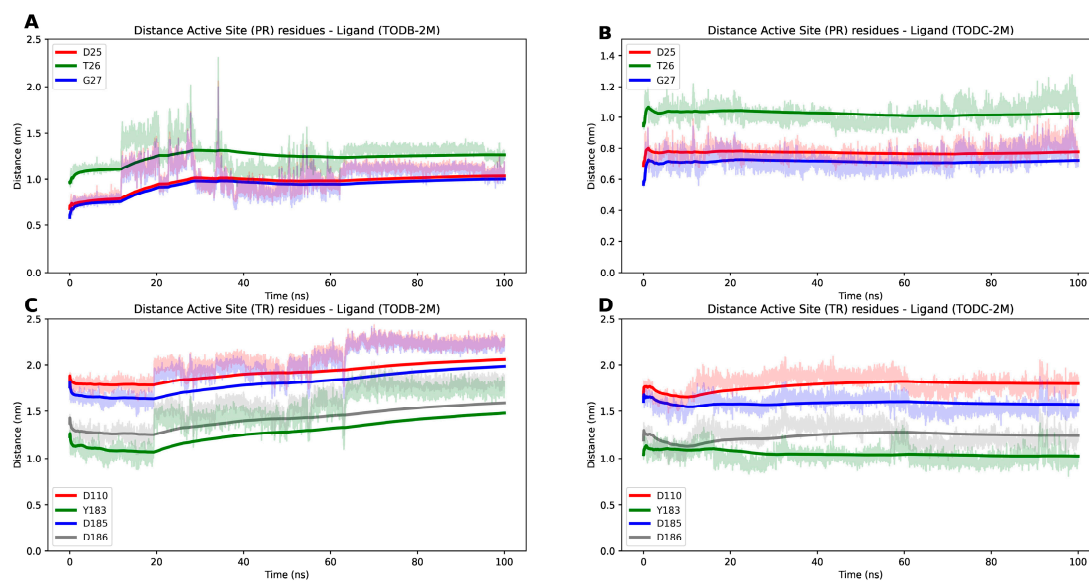 A
Distance Active Site (PR) residues - Ligand (TODB-2M)
2.5
2.0
1.5
1.0
0.5
0.0
Distance (nm)
D25
T26
G27
0 20 40 60 80 100
Time (ns)
B
Distance Active Site (PR) residues - Ligand (TODC-2M)
1.4
1.2
1.0
0.8
0.6
0.4
0.2
0.0
Distance (nm)
D25
T26
G27
0 20 40 60 80 100
Time (ns)
C
Distance Active Site (TR) residues - Ligand (TODB-2M)
2.5
2.0
1.5
1.0
0.5
0.0
Distance (nm)
D110
Y183
D185
D186
0 20 40 60 80 100
Time (ns)
D
Distance Active Site (TR) residues - Ligand (TODC-2M)
2.5
2.0
1.5
1.0
0.5
0.0
Distance (nm)
D110
Y183
D185
D186
0 20 40 60 80 100
Time (ns)